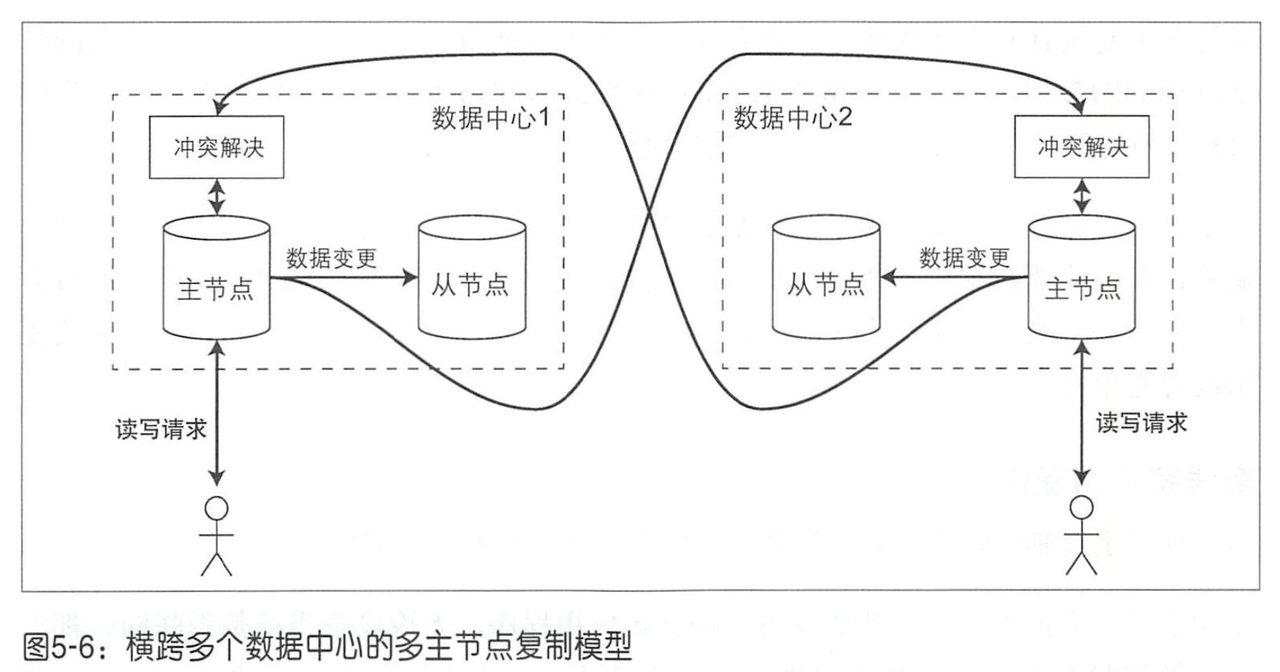 数据中心1
数据中心2
冲突解决
冲突解决
数据变更
数据变更
主节点
从节点
从节点
主节点
读写请求
读写请求
图5-6：横跨多个数据中心的多主节点复制模型